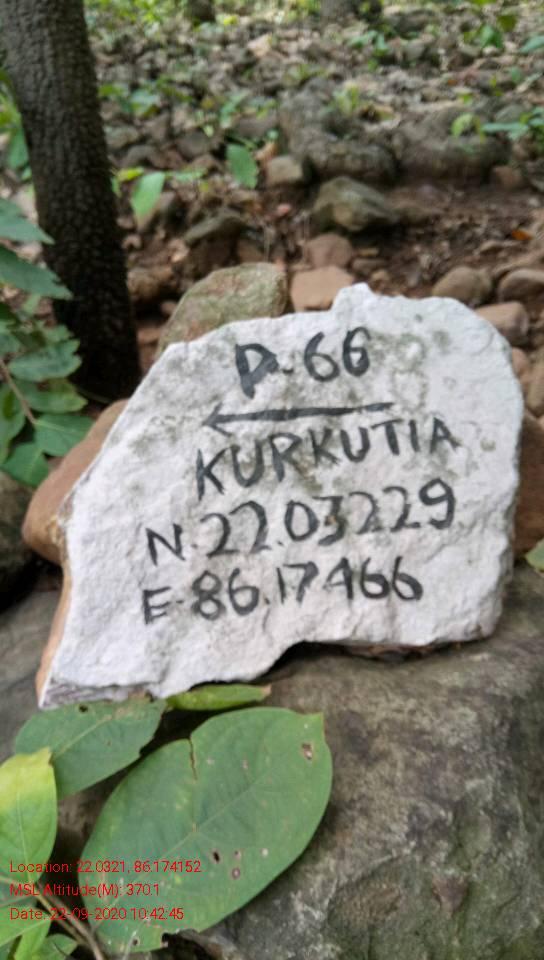 P-66
←
KURKUTIA
N.22.03229
E-86.17466
Location: 22.0321, 86.174152
MSL Altitude(M): 370.1
Date: 22-09-2020 10:42:45